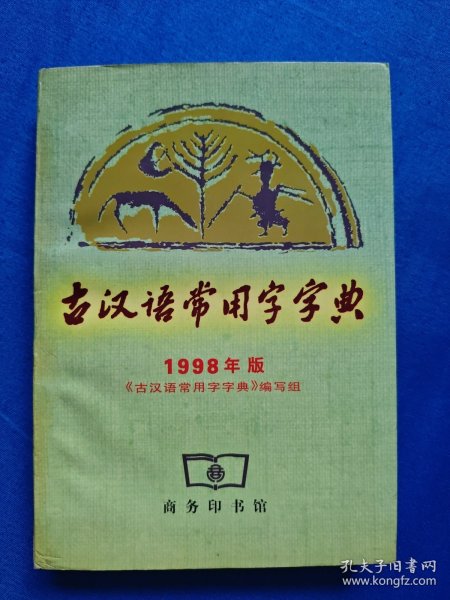 古汉语常用字字典
1998年版
《古汉语常用字字典》编写组
商务印书馆
孔夫子旧书网
www.kongfz.com